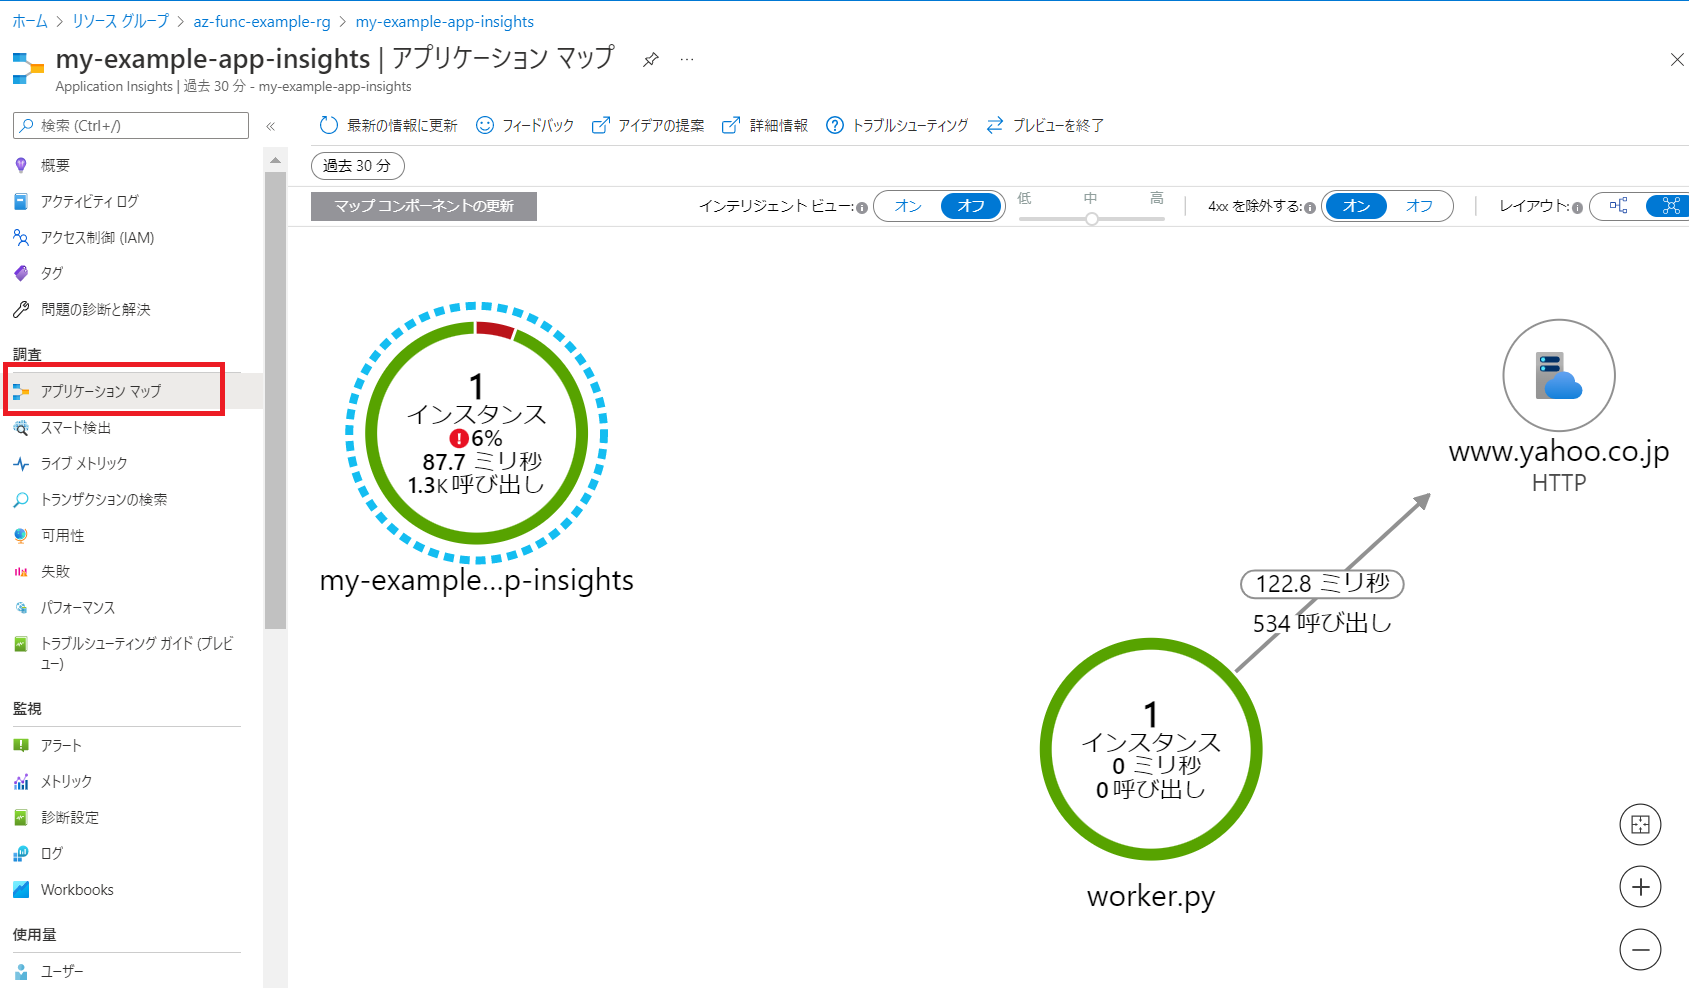 ホーム > リソース グループ > az-func-example-rg > my-example-app-insights
my-example-app-insights | アプリケーション マップ
Application Insights | 過去 30 分 - my-example-app-insights
検索 (Ctrl+/)
概要
アクティビティ ログ
アクセス制御 (IAM)
タグ
問題の診断と解決
調査
アプリケーション マップ
スマート検出
ライブ メトリック
トランザクションの検索
可用性
失敗
パフォーマンス
トラブルシューティング ガイド (プレビ
ュー)
監視
アラート
メトリック
診断設定
ログ
Workbooks
使用量
ユーザー
最新の情報に更新 フィードバック アイデアの提案 詳細情報 トラブルシューティング プレビューを終了
過去 30 分
マップ コンポーネントの更新 インテリジェント ビュー: オン オフ 低 中 高 4xx を除外する: オン オフ レイアウト:
1
インスタンス
6%
87.7 ミリ秒
1.3K 呼び出し
my-example...p-insights
www.yahoo.co.jp
HTTP
122.8 ミリ秒
534 呼び出し
1
インスタンス
0 ミリ秒
0 呼び出し
worker.py